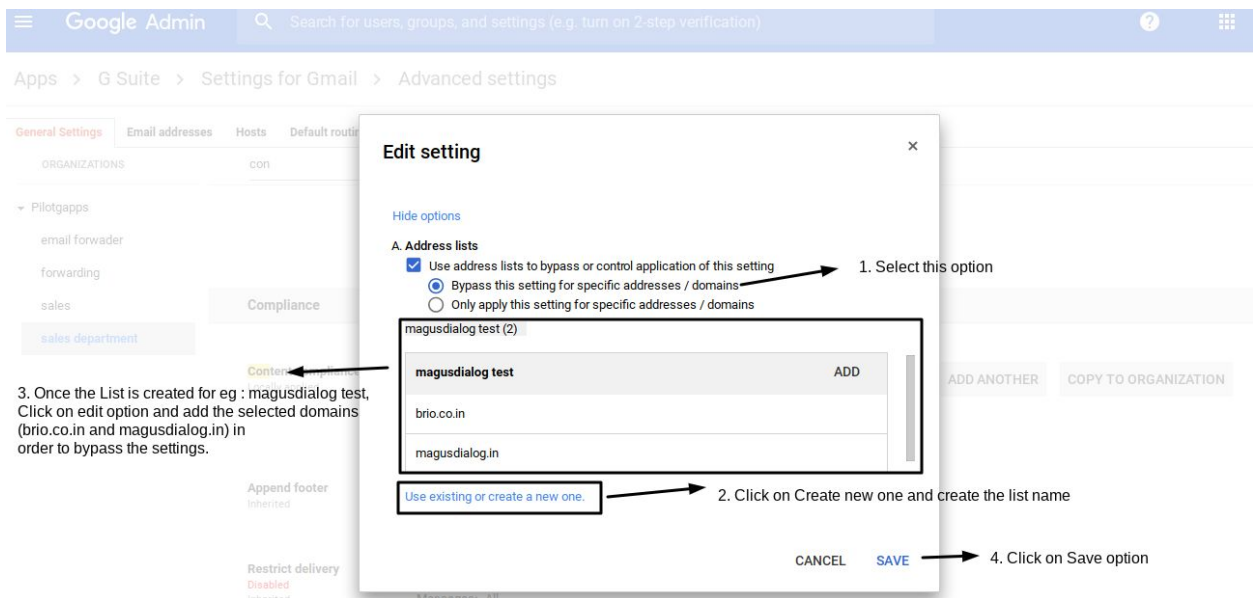 Google Admin
Search for users, groups, and settings (e.g. turn on 2-step verification)
Apps > G Suite > Settings for Gmail > Advanced settings
General Settings Email addresses Hosts Default routin
ORGANIZATIONS
con
Pilotgapps
email forwader
forwarding
sales
sales department
Compliance
Content compliance
Append footer
Inherited
Restrict delivery
Disabled
Inherited
ADD ANOTHER COPY TO ORGANIZATION
Edit setting
×
Hide options
A. Address lists
Use address lists to bypass or control application of this setting
Bypass this setting for specific addresses / domains
Only apply this setting for specific addresses / domains
magusdialog test (2)
magusdialog test ADD
brio.co.in
magusdialog.in
Use existing or create a new one.
CANCEL SAVE
Messages: All
1. Select this option
2. Click on Create new one and create the list name
3. Once the List is created for eg : magusdialog test,
Click on edit option and add the selected domains
(brio.co.in and magusdialog.in) in
order to bypass the settings.
4. Click on Save option